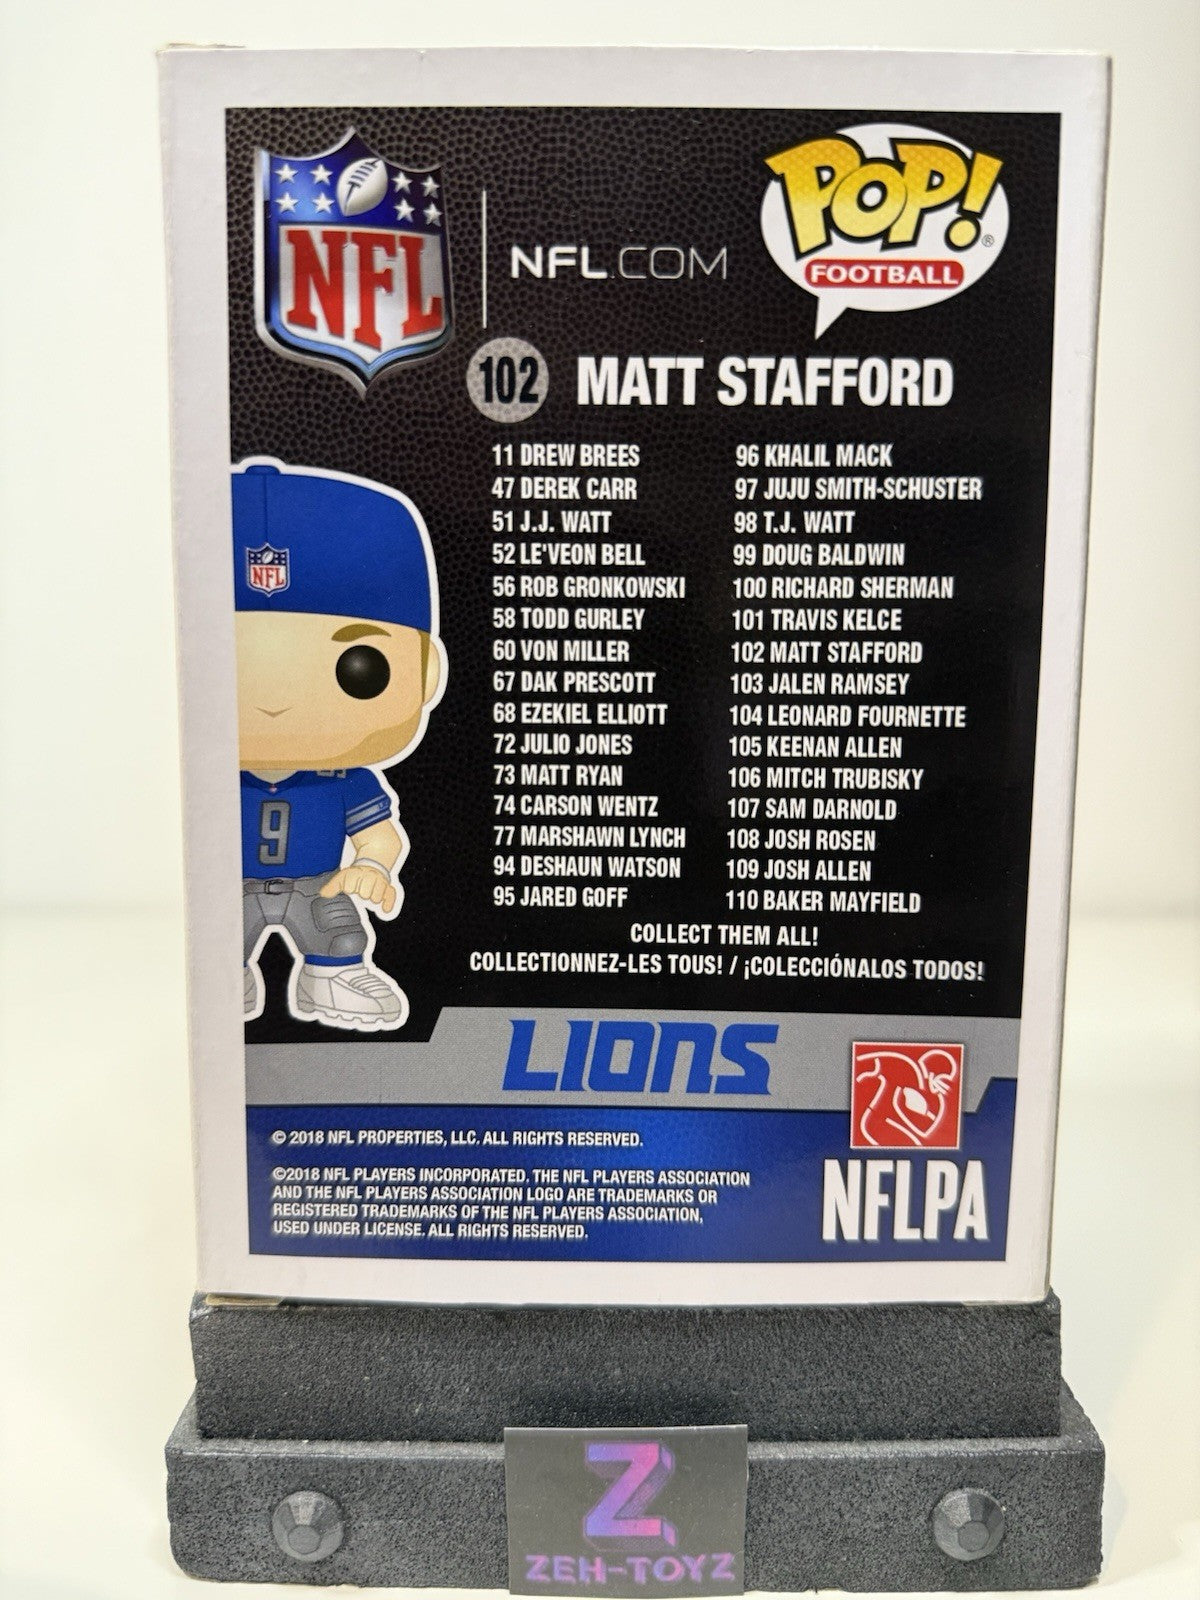 NFL
NFL.COM
POP!®
FOOTBALL
102 MATT STAFFORD
11 DREW BREES
47 DEREK CARR
51 J.J. WATT
52 LE'VEON BELL
56 ROB GRONKOWSKI
58 TODD GURLEY
60 VON MILLER
67 DAK PRESCOTT
68 EZEKIEL ELLIOTT
72 JULIO JONES
73 MATT RYAN
74 CARSON WENTZ
77 MARSHAWN LYNCH
94 DESHAUN WATSON
95 JARED GOFF
96 KHALIL MACK
97 JUJU SMITH-SCHUSTER
98 T.J. WATT
99 DOUG BALDWIN
100 RICHARD SHERMAN
101 TRAVIS KELCE
102 MATT STAFFORD
103 JALEN RAMSEY
104 LEONARD FOURNETTE
105 KEENAN ALLEN
106 MITCH TRUBISKY
107 SAM DARNOLD
108 JOSH ROSEN
109 JOSH ALLEN
110 BAKER MAYFIELD
COLLECT THEM ALL!
COLLECTIONNEZ-LES TOUS! / ¡COLECCIÓNALOS TODOS!
NFL
9
LIONS
© 2018 NFL PROPERTIES, LLC. ALL RIGHTS RESERVED.
©2018 NFL PLAYERS INCORPORATED. THE NFL PLAYERS ASSOCIATION
AND THE NFL PLAYERS ASSOCIATION LOGO ARE TRADEMARKS OR
REGISTERED TRADEMARKS OF THE NFL PLAYERS ASSOCIATION,
USED UNDER LICENSE. ALL RIGHTS RESERVED.
NFLPA
Z
ZEH-TOYZ